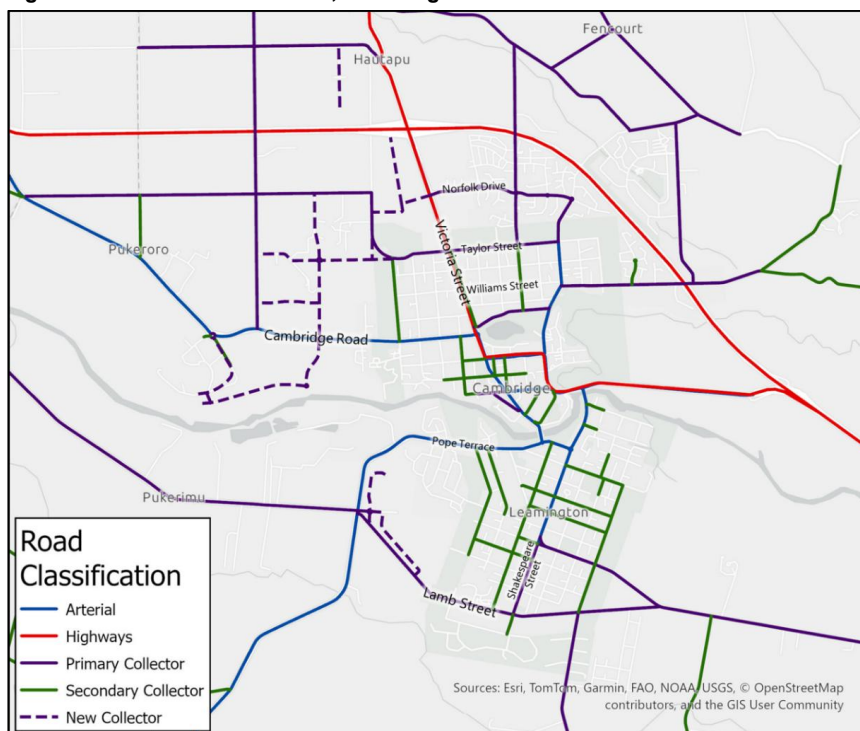 Fencourt
Hautapu
Norfolk Drive
Victoria Street
Taylor Street
Pukeroro
Williams Street
Cambridge Road
Cambridge
Pope Terrace
Pukerimu
Leamington
Shakespeare
Street
Lamb Street
Road
Classification
Arterial
Highways
Primary Collector
Secondary Collector
New Collector
Sources: Esri, TomTom, Garmin, FAO, NOAA, USGS, © OpenStreetMap
contributors, and the GIS User Community